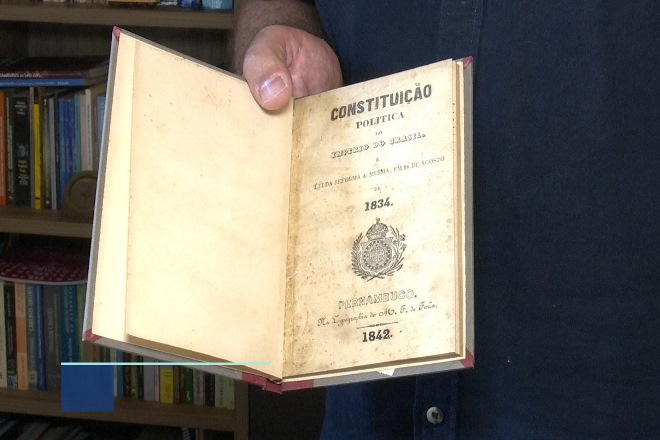 CONSTITUIÇÃO
POLITICA
DO
IMPERIO DO BRASIL,
E
LEI DA REFORMA A MESMA, EM 12 DE AGOSTO
DE
1834.
PERNAMBUCO.
Na Typographia de M. F. de Faria.
1842.